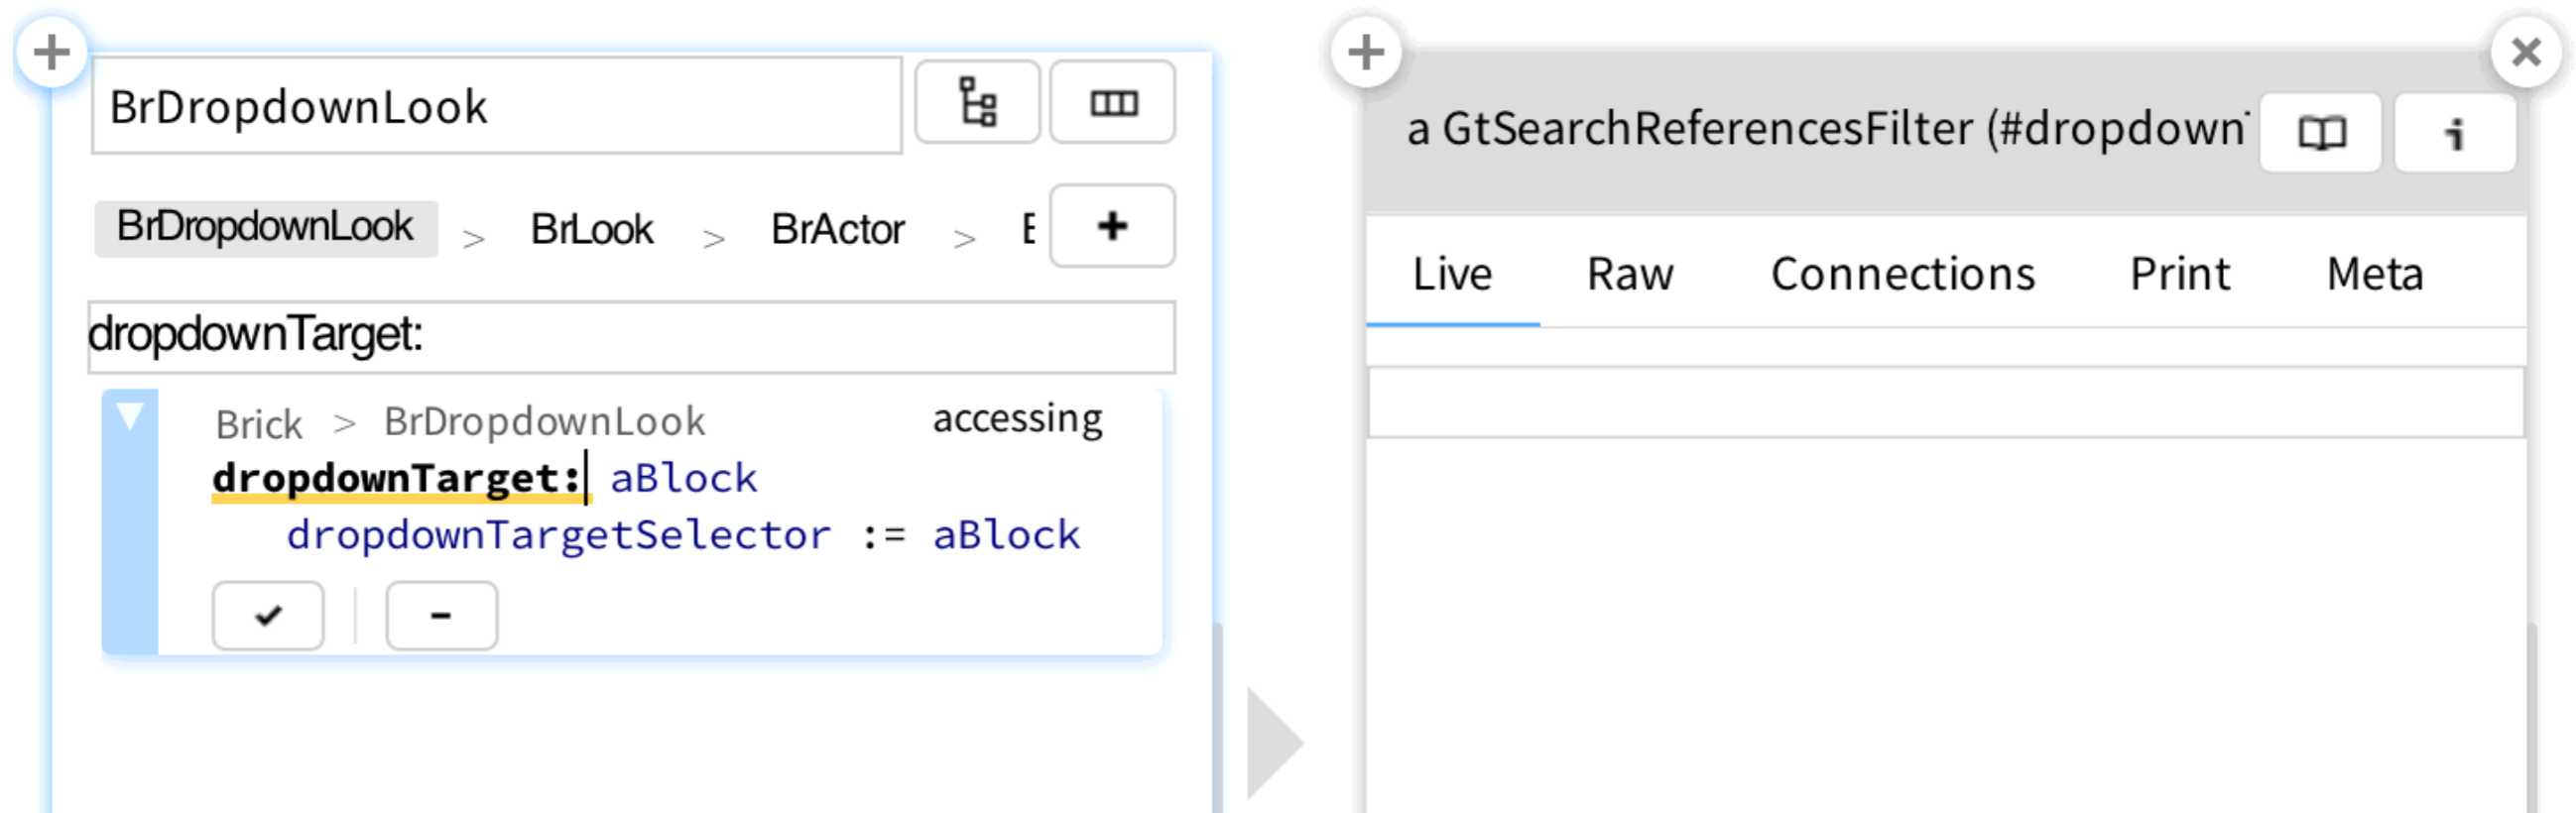 BrDropdownLook
BrDropdownLook > BrLook > BrActor >
dropdownTarget:
Brick > BrDropdownLook accessing
dropdownTarget: aBlock
dropdownTargetSelector := aBlock
a GtSearchReferencesFilter (#dropdown
Live Raw Connections Print Meta